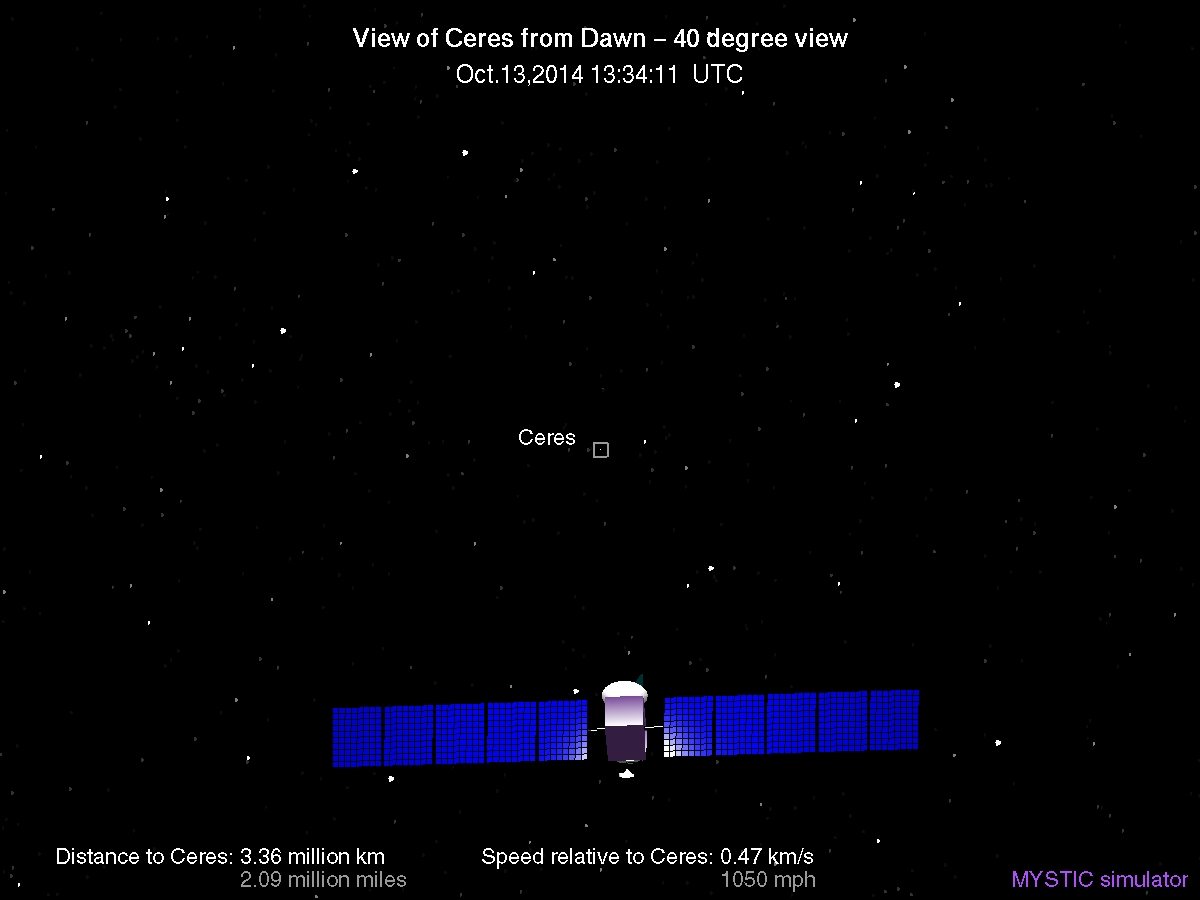 View of Ceres from Dawn – 40 degree view
Oct.13,2014 13:34:11 UTC
Ceres
Distance to Ceres: 3.36 million km
2.09 million miles
Speed relative to Ceres: 0.47 km/s
1050 mph
MYSTIC simulator